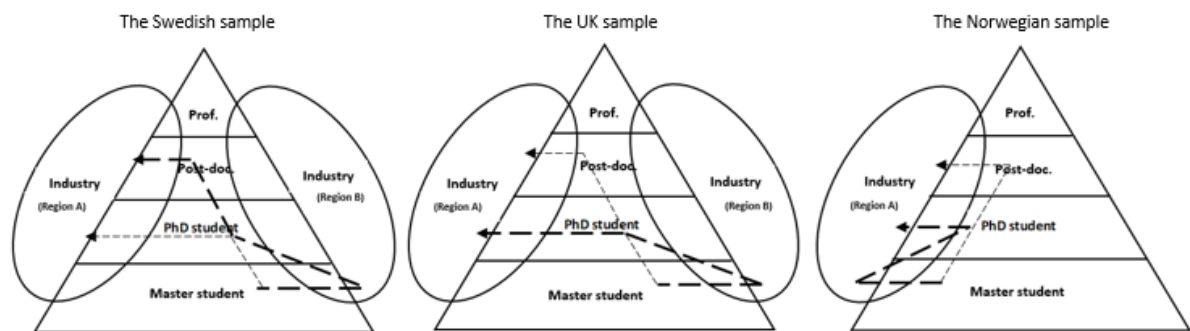 The Swedish sample
Prof.
Post-doc.
Industry
(Region A)
Industry
(Region B)
PhD student
Master student
The UK sample
Prof.
Post-doc.
Industry
(Region A)
Industry
(Region B)
PhD student
Master student
The Norwegian sample
Prof.
Post-doc.
Industry
(Region A)
PhD student
Master student